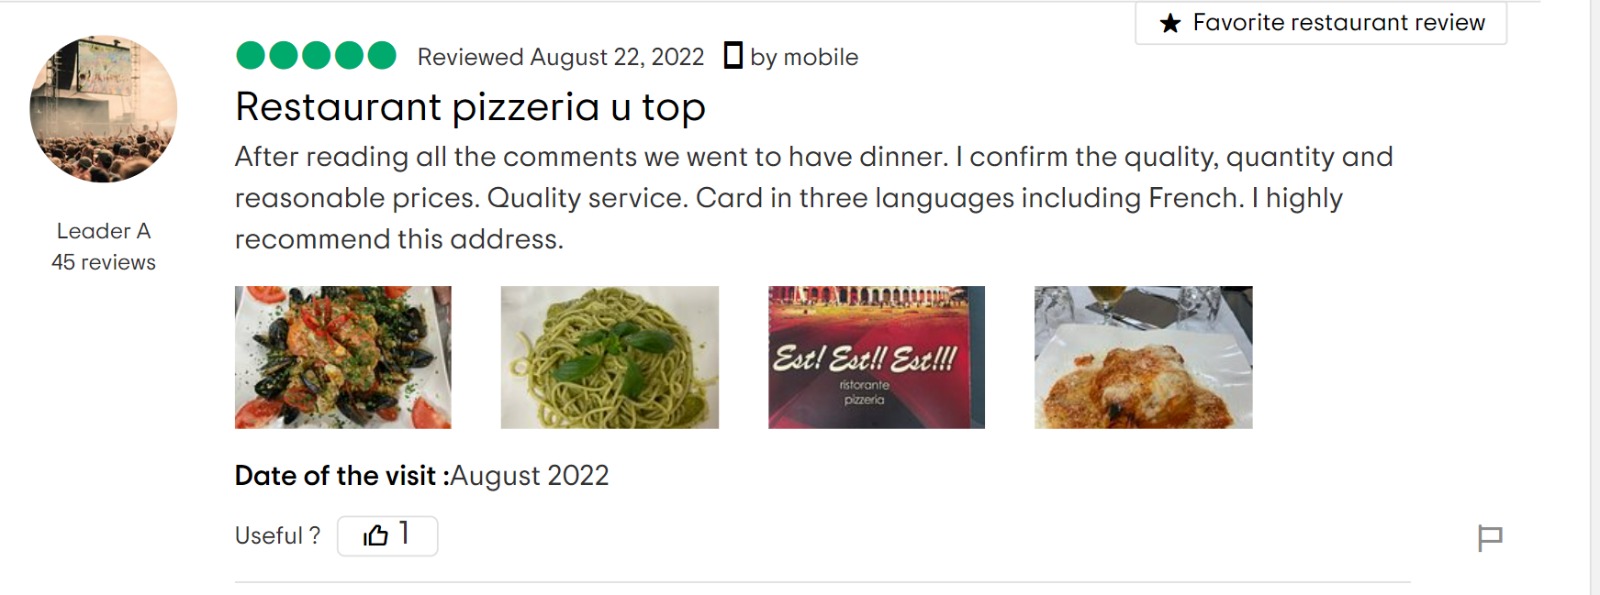 ★ Favorite restaurant review
Reviewed August 22, 2022 by mobile
Restaurant pizzeria u top
After reading all the comments we went to have dinner. I confirm the quality, quantity and
reasonable prices. Quality service. Card in three languages including French. I highly
recommend this address.
Leader A
45 reviews
Est! Est!! Est!!!
ristorante
pizzeria
Date of the visit :August 2022
Useful ? 1